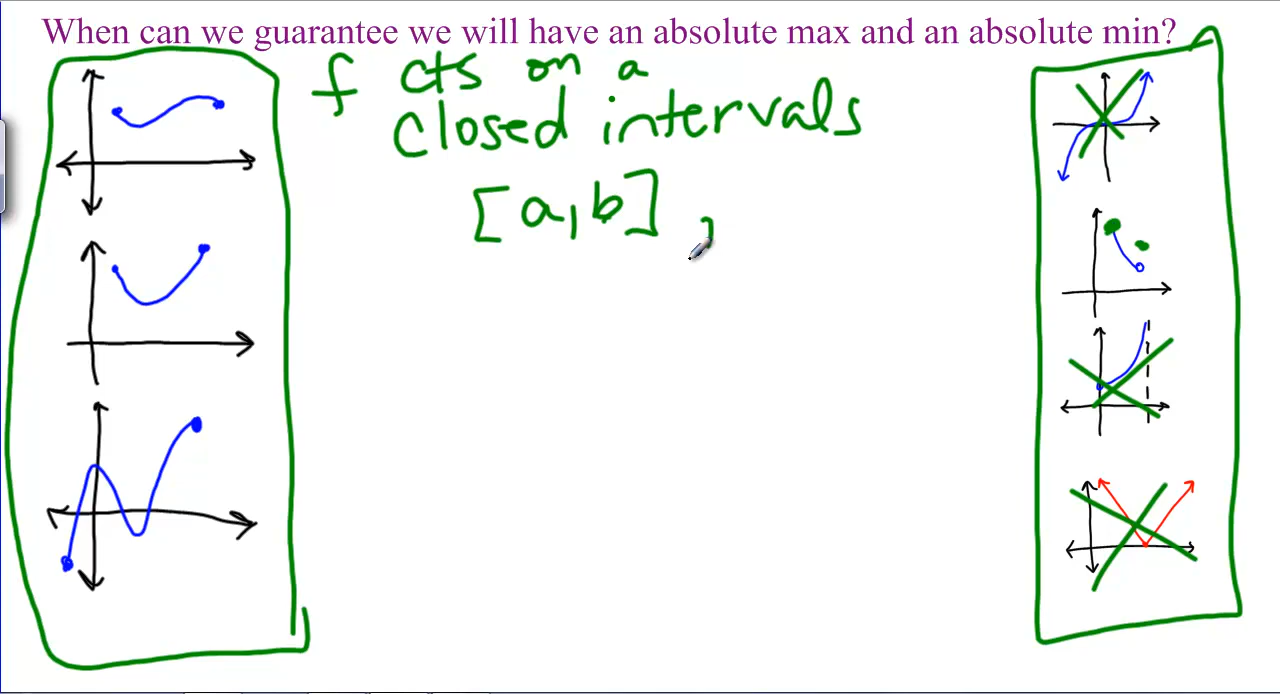 When can we guarantee we will have an absolute max and an absolute min?
f cts on a
closed intervals
[a,b] ,